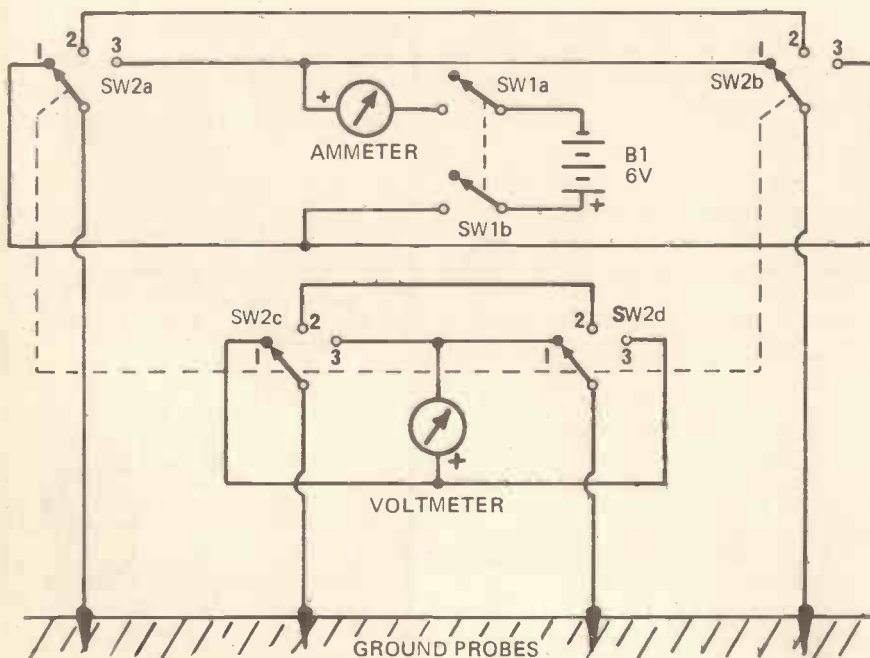 2
1
3
SW2a
+
AMMETER
SW1a
SW1b
B1
6V
+
2
1
3
SW2b
SW2c
2
1
3
2
SW2d
1
3
+
VOLTMETER
GROUND PROBES